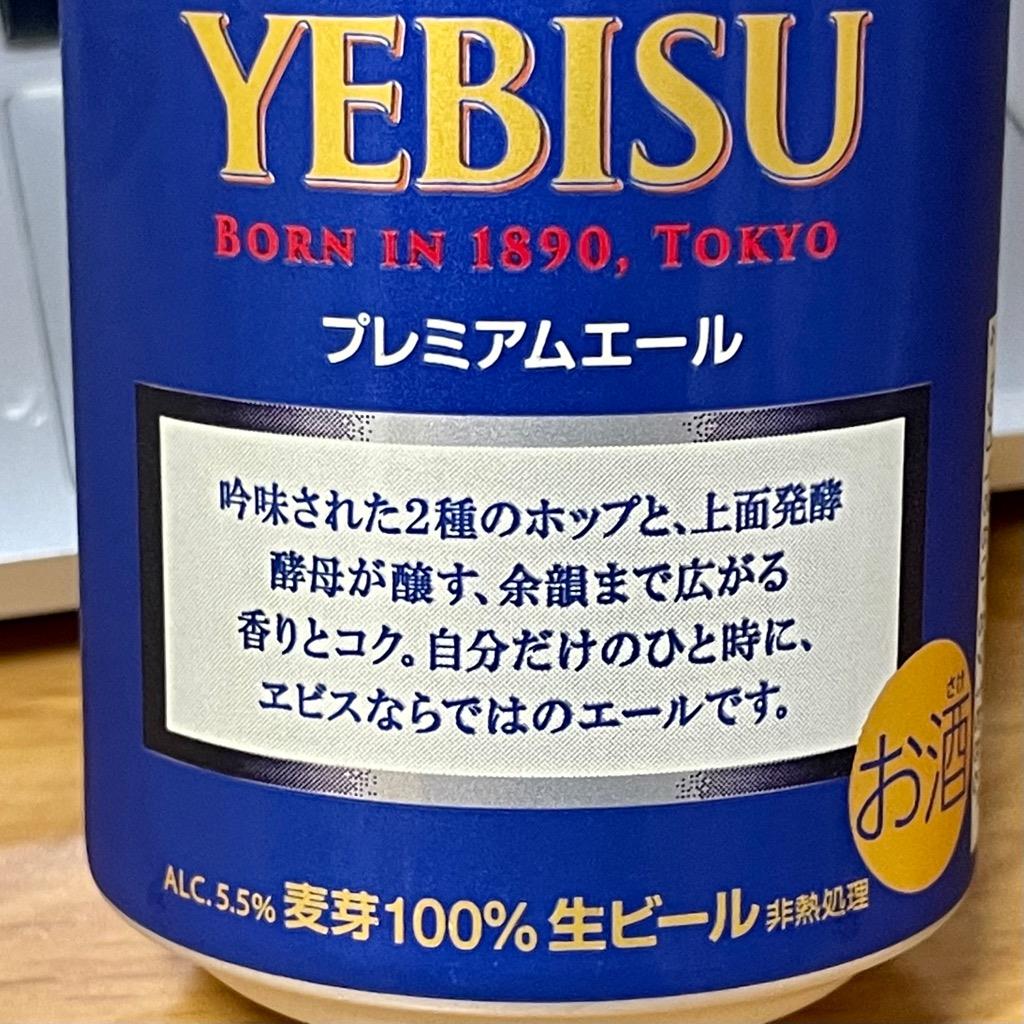 YEBISU
BORN IN 1890, TOKYO
プレミアムエール
吟味された2種のホップと、上面発酵
酵母が醸す、余韻まで広がる
香りとコク。自分だけのひと時に、
ヱビスならではのエールです。
さけ
お酒
ALC. 5.5% 麦芽100% 生ビール 非熱処理